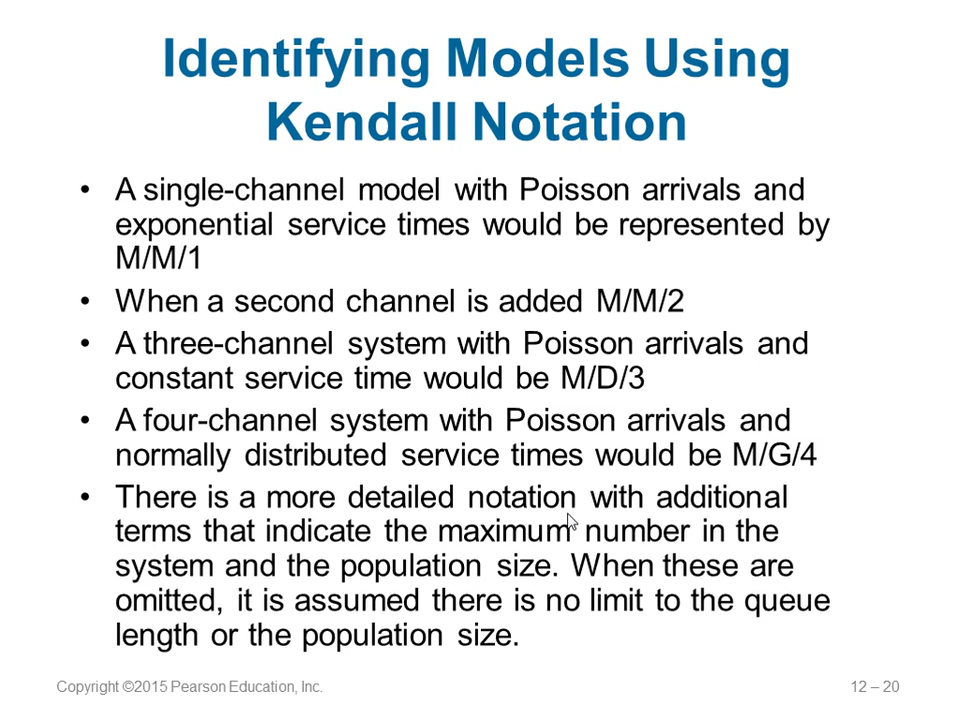 Identifying Models Using
Kendall Notation
• A single-channel model with Poisson arrivals and
exponential service times would be represented by
M/M/1
• When a second channel is added M/M/2
• A three-channel system with Poisson arrivals and
constant service time would be M/D/3
• A four-channel system with Poisson arrivals and
normally distributed service times would be M/G/4
• There is a more detailed notation with additional
terms that indicate the maximum number in the
system and the population size. When these are
omitted, it is assumed there is no limit to the queue
length or the population size.
Copyright ©2015 Pearson Education, Inc.
12 – 20